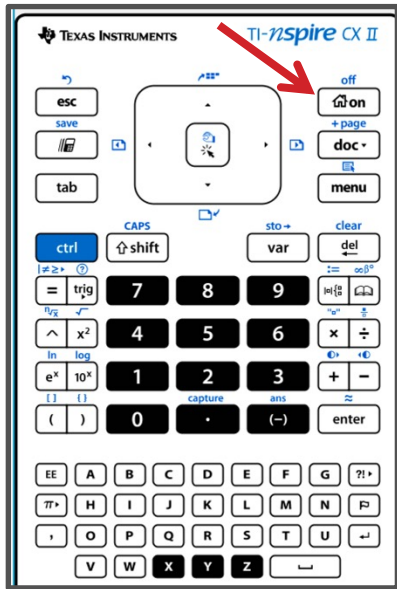 TEXAS INSTRUMENTS TI-nspire CX II
off
esc on
save + page
doc
tab menu
CAPS sto→ clear
ctrl shift var del
|≠≥▸ ? := ∞β°
= trig 7 8 9 |□|{
ⁿ√x √ "□" 
^ x² 4 5 6 × ÷
ln log
eˣ 10ˣ 1 2 3 + −
[ ] { } capture ans ≈
( ) 0 . (−) enter
EE A B C D E F G ?!▸
π▸ H I J K L M N
, O P Q R S T U ↵
V W X Y Z